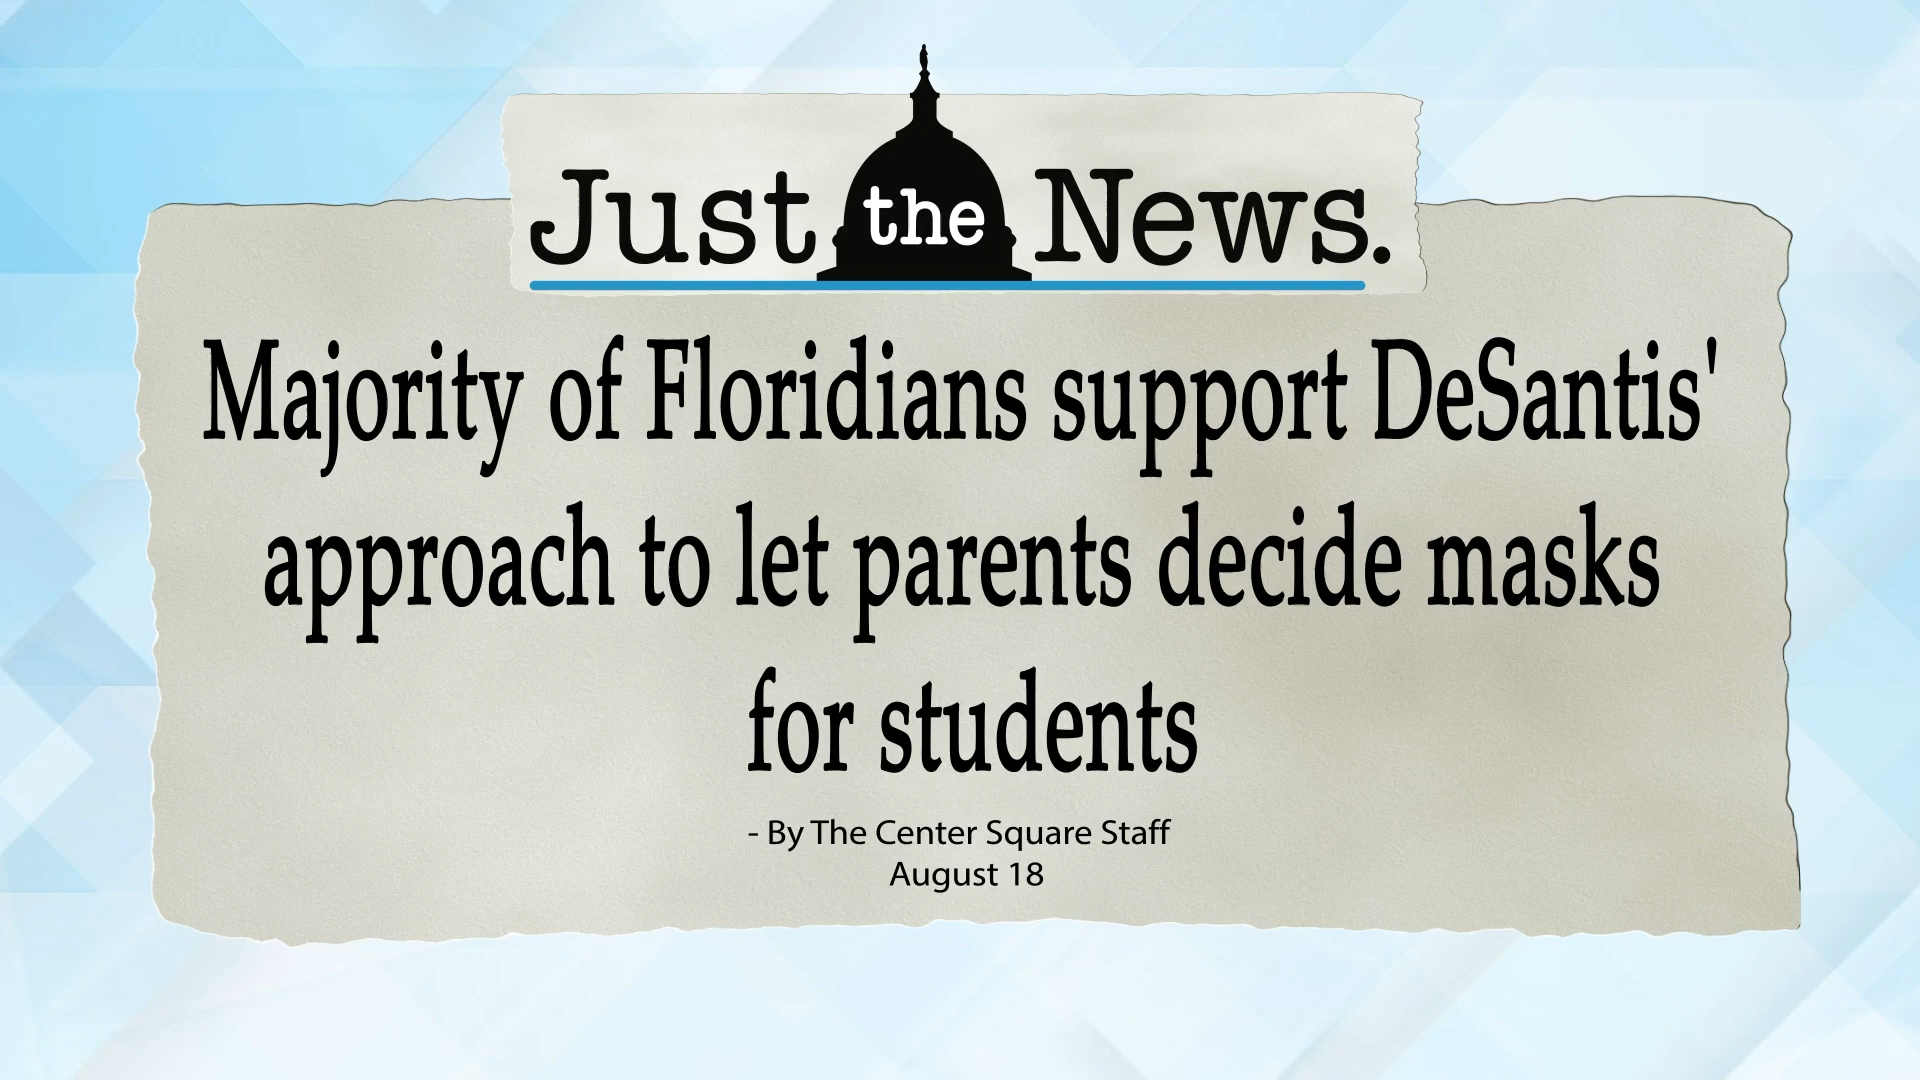 Just the News.
Majority of Floridians support DeSantis'
approach to let parents decide masks
for students
- By The Center Square Staff
August 18